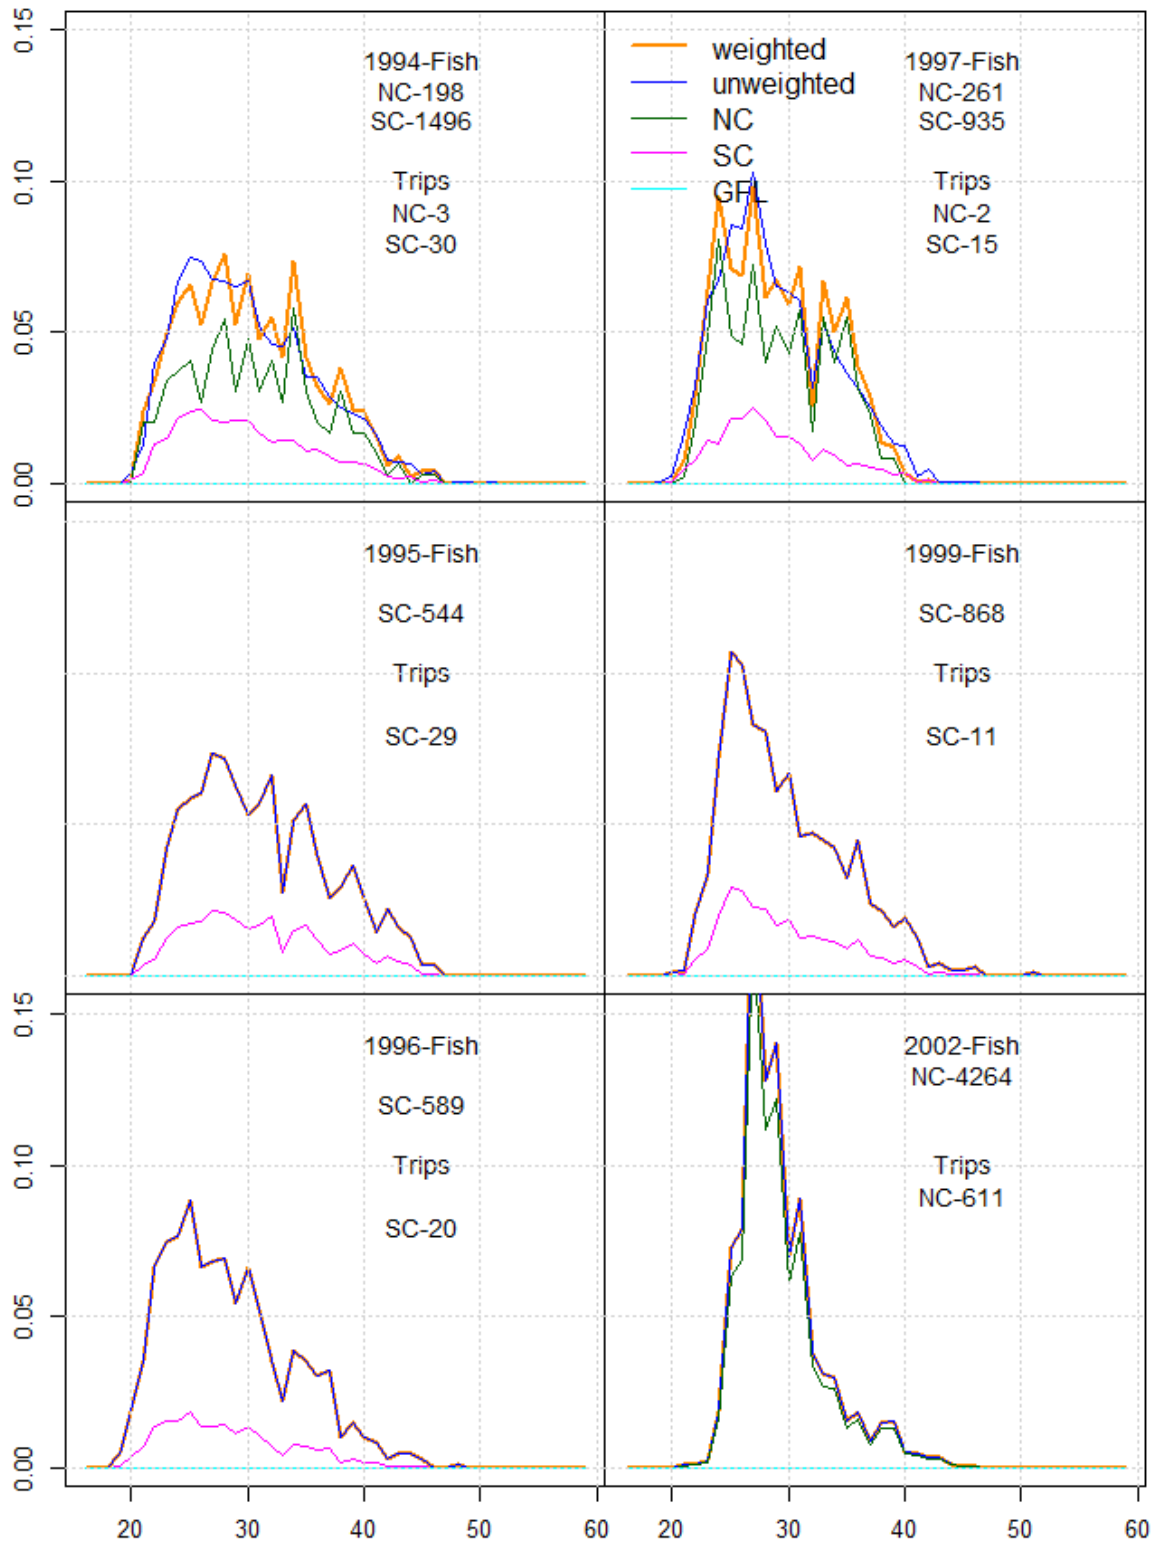 0.15
0.10
0.05
0.00
1994-Fish
NC-198
SC-1496
Trips
NC-3
SC-30
weighted
unweighted
NC
SC
GFL
1997-Fish
NC-261
SC-935
Trips
NC-2
SC-15
1995-Fish
SC-544
Trips
SC-29
1999-Fish
SC-868
Trips
SC-11
0.15
0.10
0.05
0.00
1996-Fish
SC-589
Trips
SC-20
2002-Fish
NC-4264
Trips
NC-611
20 30 40 50 60
20 30 40 50 60